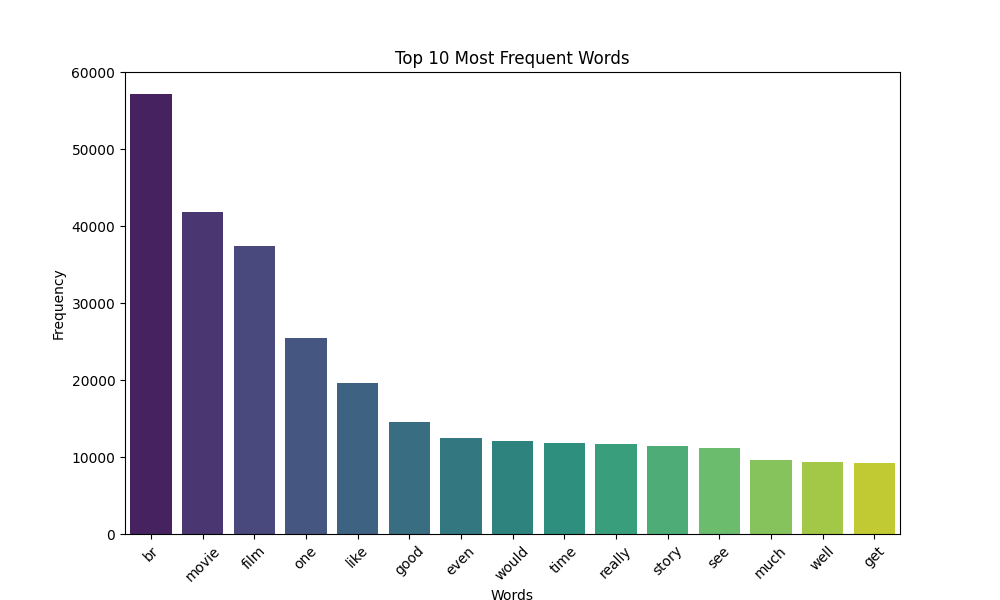 Top 10 Most Frequent Words
60000
50000
40000
30000
20000
10000
0
Frequency
br
movie
film
one
like
good
even
would
time
really
story
see
much
well
get
Words